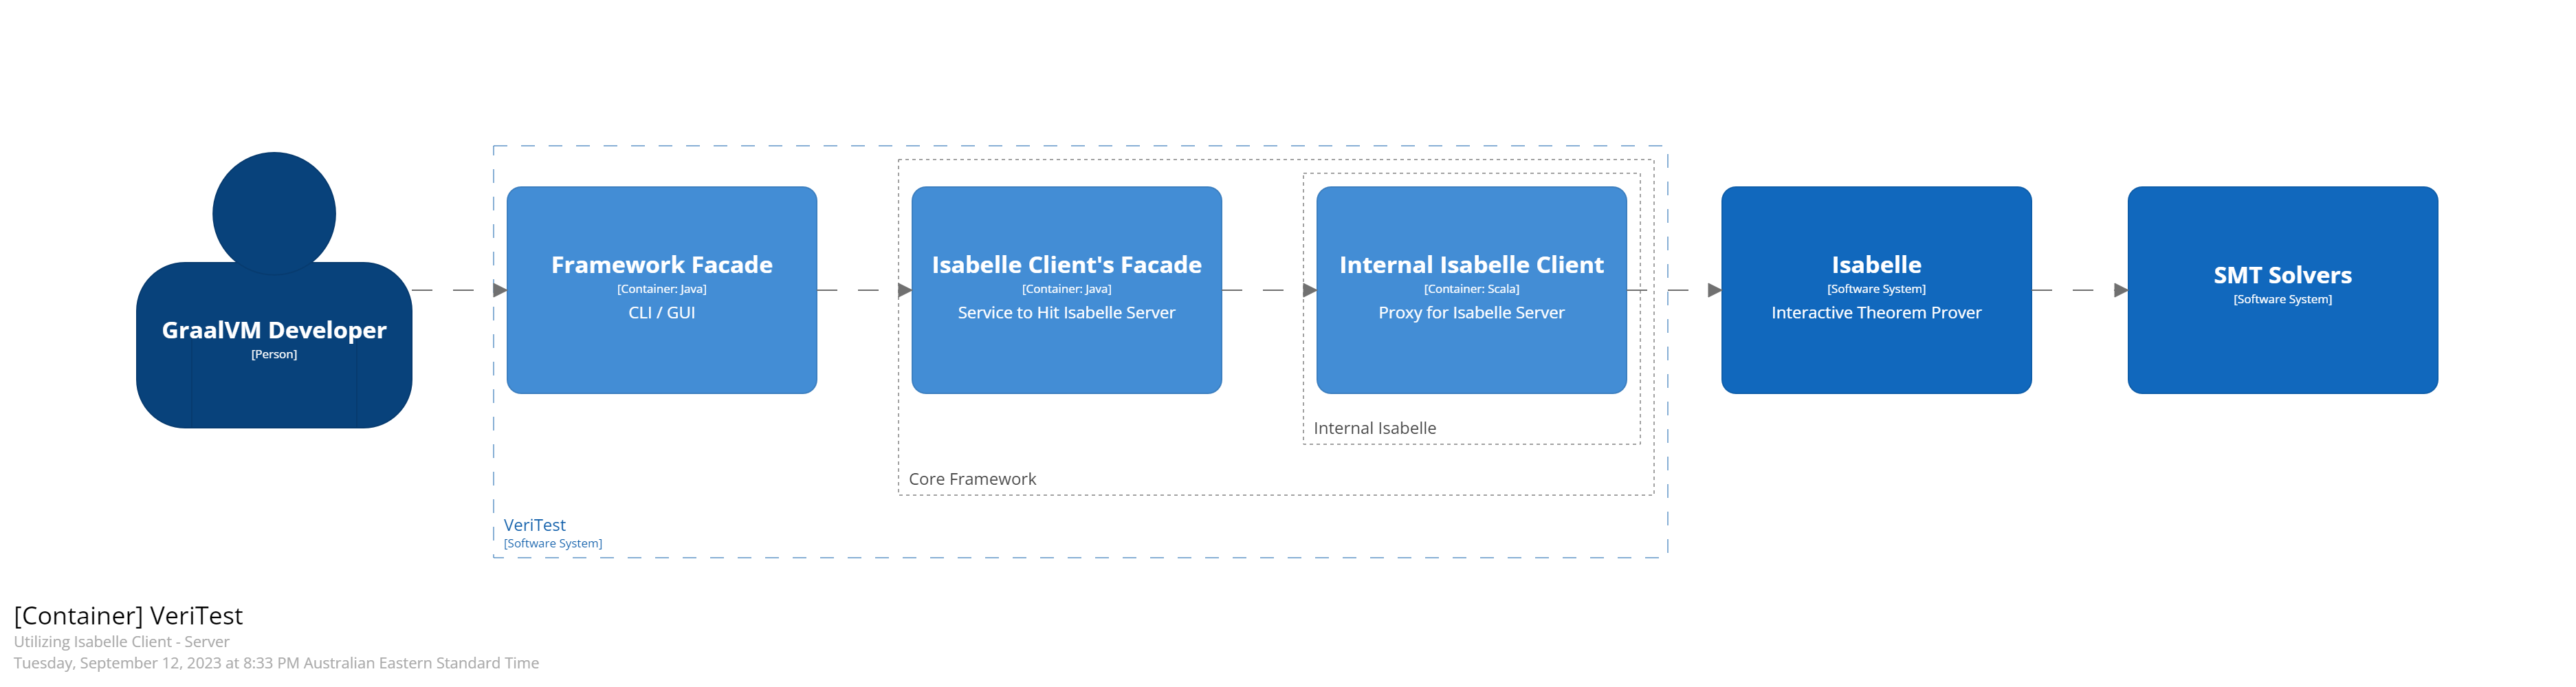 GraalVM Developer
[Person]
Framework Facade
[Container: Java]
CLI / GUI
Isabelle Client's Facade
[Container: Java]
Service to Hit Isabelle Server
Internal Isabelle Client
[Container: Scala]
Proxy for Isabelle Server
Isabelle
[Software System]
Interactive Theorem Prover
SMT Solvers
[Software System]
Internal Isabelle
Core Framework
VeriTest
[Software System]
[Container] VeriTest
Utilizing Isabelle Client - Server
Tuesday, September 12, 2023 at 8:33 PM Australian Eastern Standard Time